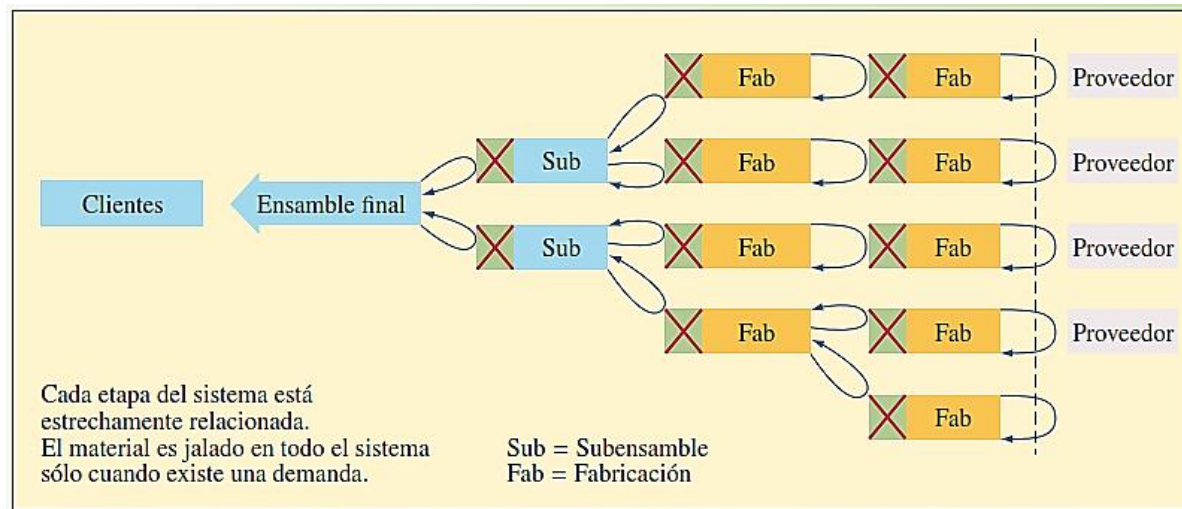 Fab
Fab
Proveedor
Sub
Fab
Fab
Proveedor
Clientes
Ensamble final
Sub
Fab
Fab
Proveedor
Fab
Fab
Proveedor
Fab
Cada etapa del sistema está
estrechamente relacionada.
El material es jalado en todo el sistema
sólo cuando existe una demanda.
Sub = Subensamble
Fab = Fabricación